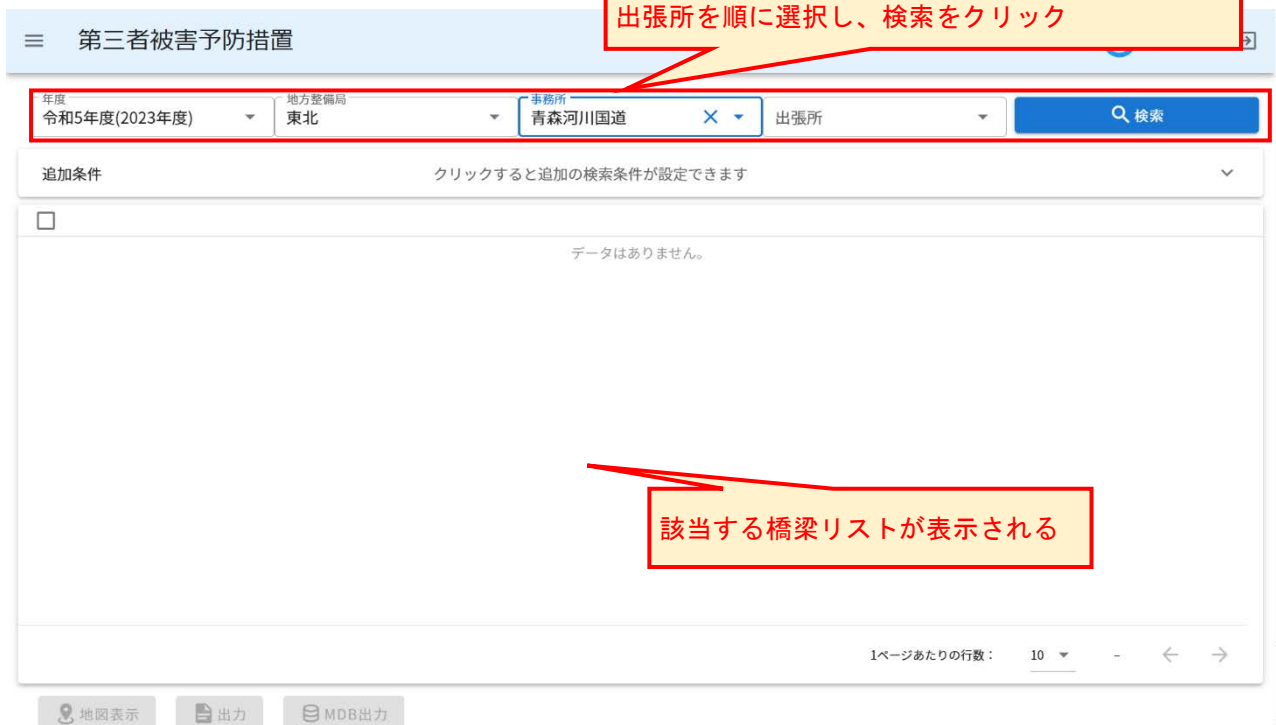 出張所を順に選択し、検索をクリック
第三者被害予防措置
年度
令和5年度(2023年度)
地方整備局
東北
事務所
青森河川国道
出張所
検索
追加条件
クリックすると追加の検索条件が設定できます
データはありません。
該当する橋梁リストが表示される
1ページあたりの行数：
10
-
地図表示
出力
MDB出力